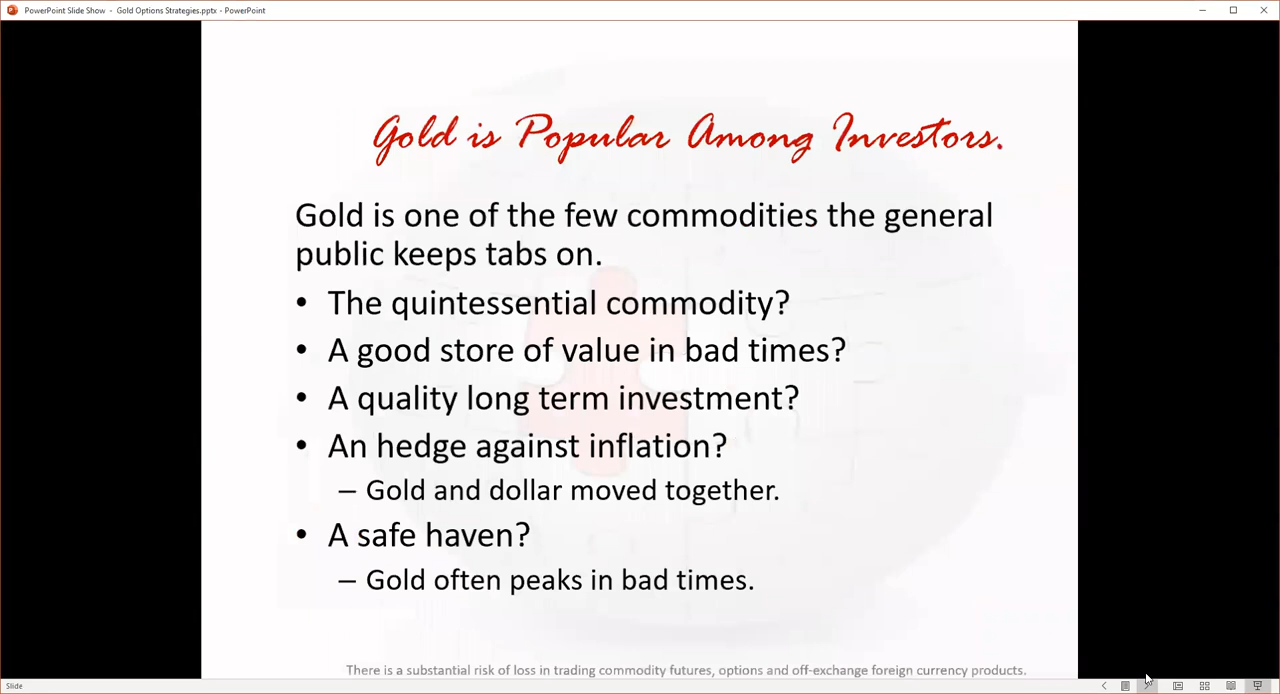 PowerPoint Slide Show - Gold Options Strategies.pptx - PowerPoint
Gold is Popular Among Investors.
Gold is one of the few commodities the general
public keeps tabs on.
• The quintessential commodity?
• A good store of value in bad times?
• A quality long term investment?
• An hedge against inflation?
– Gold and dollar moved together.
• A safe haven?
– Gold often peaks in bad times.
There is a substantial risk of loss in trading commodity futures, options and off-exchange foreign currency products.
Slide